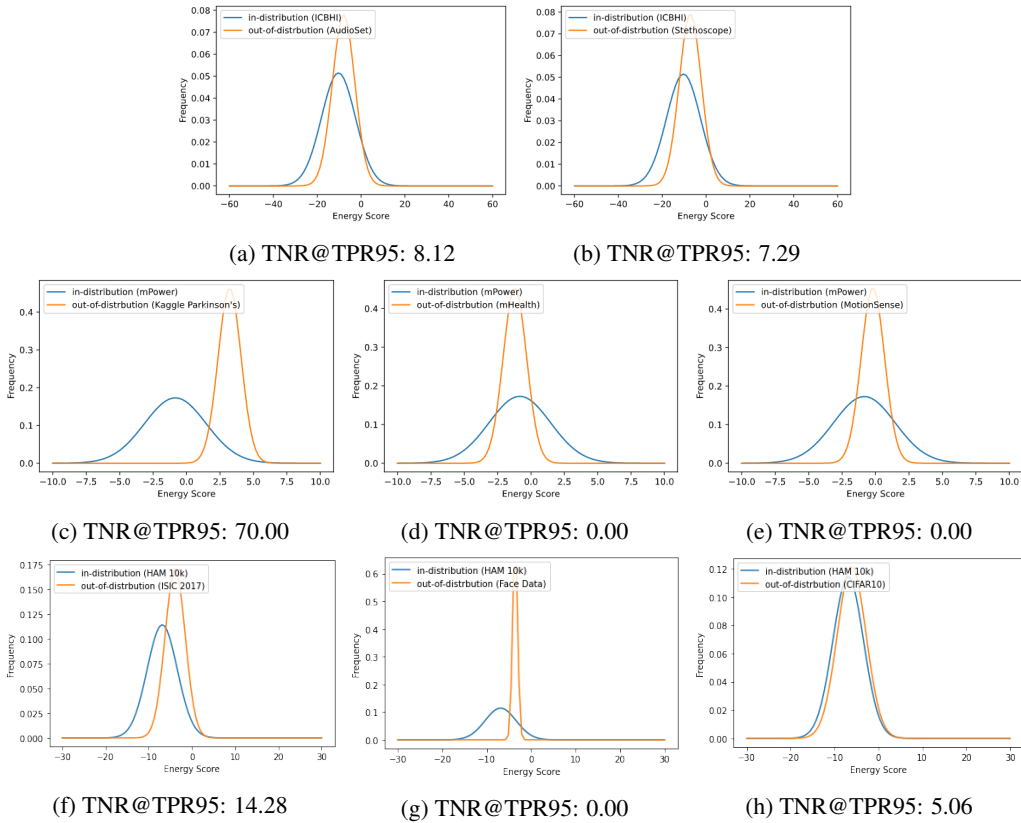 in-distribution (ICBHI)
out-of-distrbution (AudioSet)
Frequency
0.08
0.07
0.06
0.05
0.04
0.03
0.02
0.01
0.00
−60 −40 −20 0 20 40 60
Energy Score
(a) TNR@TPR95: 8.12
in-distribution (ICBHI)
out-of-distrbution (Stethoscope)
Frequency
0.08
0.07
0.06
0.05
0.04
0.03
0.02
0.01
0.00
−60 −40 −20 0 20 40 60
Energy Score
(b) TNR@TPR95: 7.29
in-distribution (mPower)
out-of-distrbution (Kaggle Parkinson's)
Frequency
0.4
0.3
0.2
0.1
0.0
−10.0 −7.5 −5.0 −2.5 0.0 2.5 5.0 7.5 10.0
Energy Score
(c) TNR@TPR95: 70.00
in-distribution (mPower)
out-of-distrbution (mHealth)
Frequency
0.4
0.3
0.2
0.1
0.0
−10.0 −7.5 −5.0 −2.5 0.0 2.5 5.0 7.5 10.0
Energy Score
(d) TNR@TPR95: 0.00
in-distribution (mPower)
out-of-distrbution (MotionSense)
Frequency
0.4
0.3
0.2
0.1
0.0
−10.0 −7.5 −5.0 −2.5 0.0 2.5 5.0 7.5 10.0
Energy Score
(e) TNR@TPR95: 0.00
in-distribution (HAM 10k)
out-of-distrbution (ISIC 2017)
Frequency
0.175
0.150
0.125
0.100
0.075
0.050
0.025
0.000
−30 −20 −10 0 10 20 30
Energy Score
(f) TNR@TPR95: 14.28
in-distribution (HAM 10k)
out-of-distrbution (Face Data)
Frequency
0.6
0.5
0.4
0.3
0.2
0.1
0.0
−30 −20 −10 0 10 20 30
Energy Score
(g) TNR@TPR95: 0.00
in-distribution (HAM 10k)
out-of-distrbution (CIFAR10)
Frequency
0.12
0.10
0.08
0.06
0.04
0.02
0.00
−30 −20 −10 0 10 20 30
Energy Score
(h) TNR@TPR95: 5.06